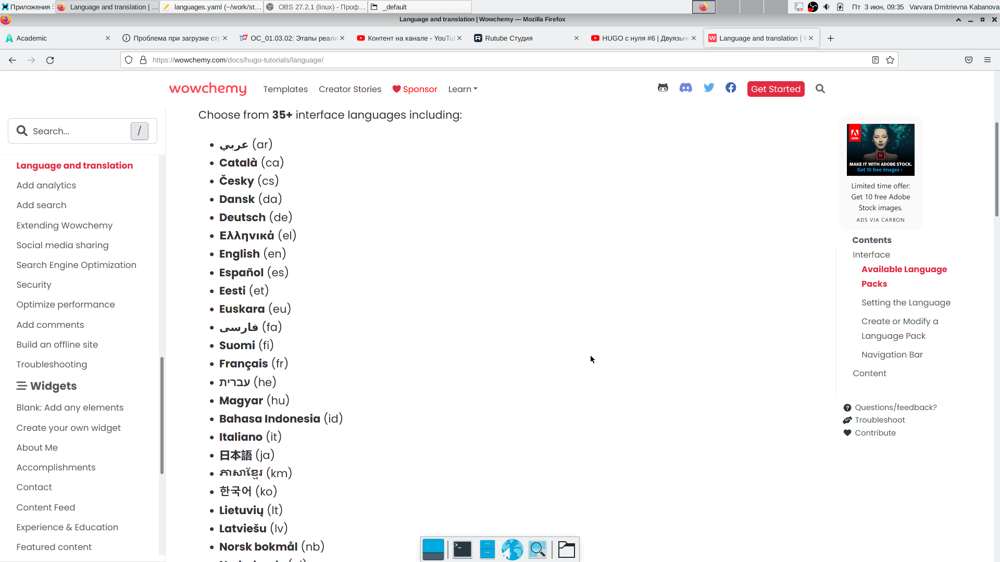 Приложения
Language and translation | ...
languages.yaml (~/work/st...
OBS 27.2.1 (linux) - Проф...
_default
Пт 3 июн, 09:35
Varvara Dmitrievna Kabanova
Language and translation | Wowchemy — Mozilla Firefox
Academic
Проблема при загрузке стр
ОС_01.03.02: Этапы реали
Контент на канале - YouTu
Rutube Студия
HUGO с нуля #6 | Двуязыч
Language and translation |
https://wowchemy.com/docs/hugo-tutorials/language/
wowchemy
Templates
Creator Stories
Sponsor
Learn
Get Started
Search...
/
Language and translation
Add analytics
Add search
Extending Wowchemy
Social media sharing
Search Engine Optimization
Security
Optimize performance
Add comments
Build an offline site
Troubleshooting
Widgets
Blank: Add any elements
Create your own widget
About Me
Accomplishments
Contact
Content Feed
Experience & Education
Featured content
Choose from 35+ interface languages including:
عربي (ar)
Català (ca)
Česky (cs)
Dansk (da)
Deutsch (de)
Ελληνικά (el)
English (en)
Español (es)
Eesti (et)
Euskara (eu)
فارسی (fa)
Suomi (fi)
Français (fr)
עברית (he)
Magyar (hu)
Bahasa Indonesia (id)
Italiano (it)
日本語 (ja)
ភាសាខ្មែរ (km)
한국어 (ko)
Lietuvių (lt)
Latviešu (lv)
Norsk bokmål (nb)
Adobe
St
MAKE IT WITH ADOBE STOCK.
Get 10 free images ›
Limited time offer:
Get 10 free Adobe
Stock images.
ADS VIA CARBON
Contents
Interface
Available Language
Packs
Setting the Language
Create or Modify a
Language Pack
Navigation Bar
Content
Questions/feedback?
Troubleshoot
Contribute